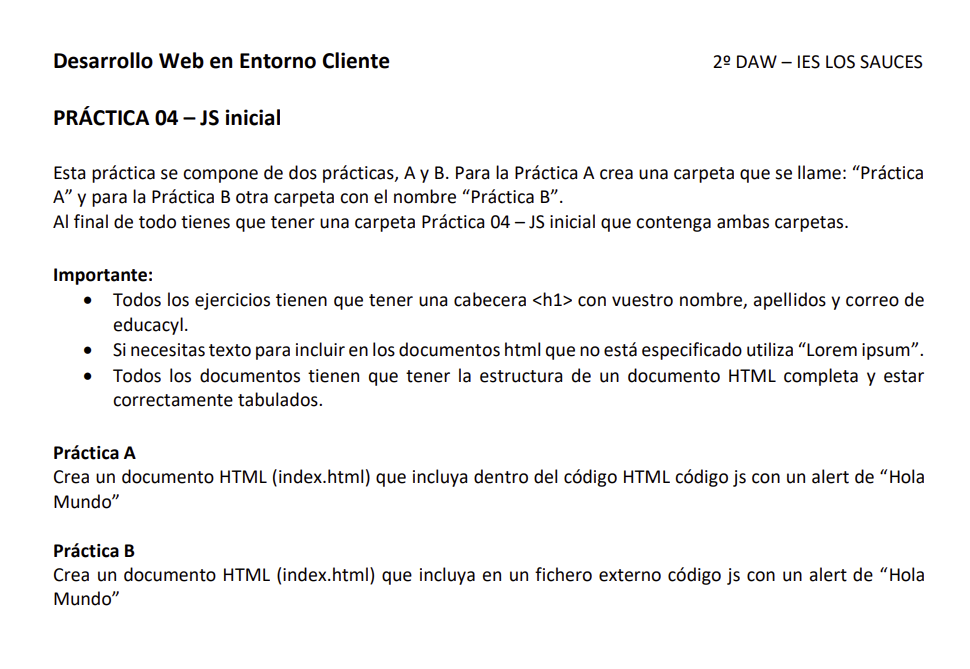 Desarrollo Web en Entorno Cliente 2º DAW – IES LOS SAUCES
PRÁCTICA 04 – JS inicial
Esta práctica se compone de dos prácticas, A y B. Para la Práctica A crea una carpeta que se llame: “Práctica
A” y para la Práctica B otra carpeta con el nombre “Práctica B”.
Al final de todo tienes que tener una carpeta Práctica 04 – JS inicial que contenga ambas carpetas.
Importante:
• Todos los ejercicios tienen que tener una cabecera <h1> con vuestro nombre, apellidos y correo de
educacyl.
• Si necesitas texto para incluir en los documentos html que no está especificado utiliza “Lorem ipsum”.
• Todos los documentos tienen que tener la estructura de un documento HTML completa y estar
correctamente tabulados.
Práctica A
Crea un documento HTML (index.html) que incluya dentro del código HTML código js con un alert de “Hola
Mundo”
Práctica B
Crea un documento HTML (index.html) que incluya en un fichero externo código js con un alert de “Hola
Mundo”